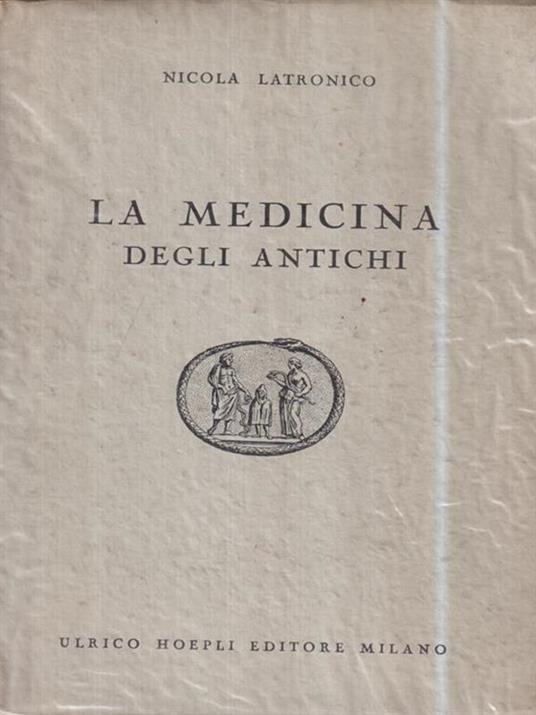 NICOLA LATRONICO
LA MEDICINA
DEGLI ANTICHI
ULRICO HOEPLI EDITORE MILANO